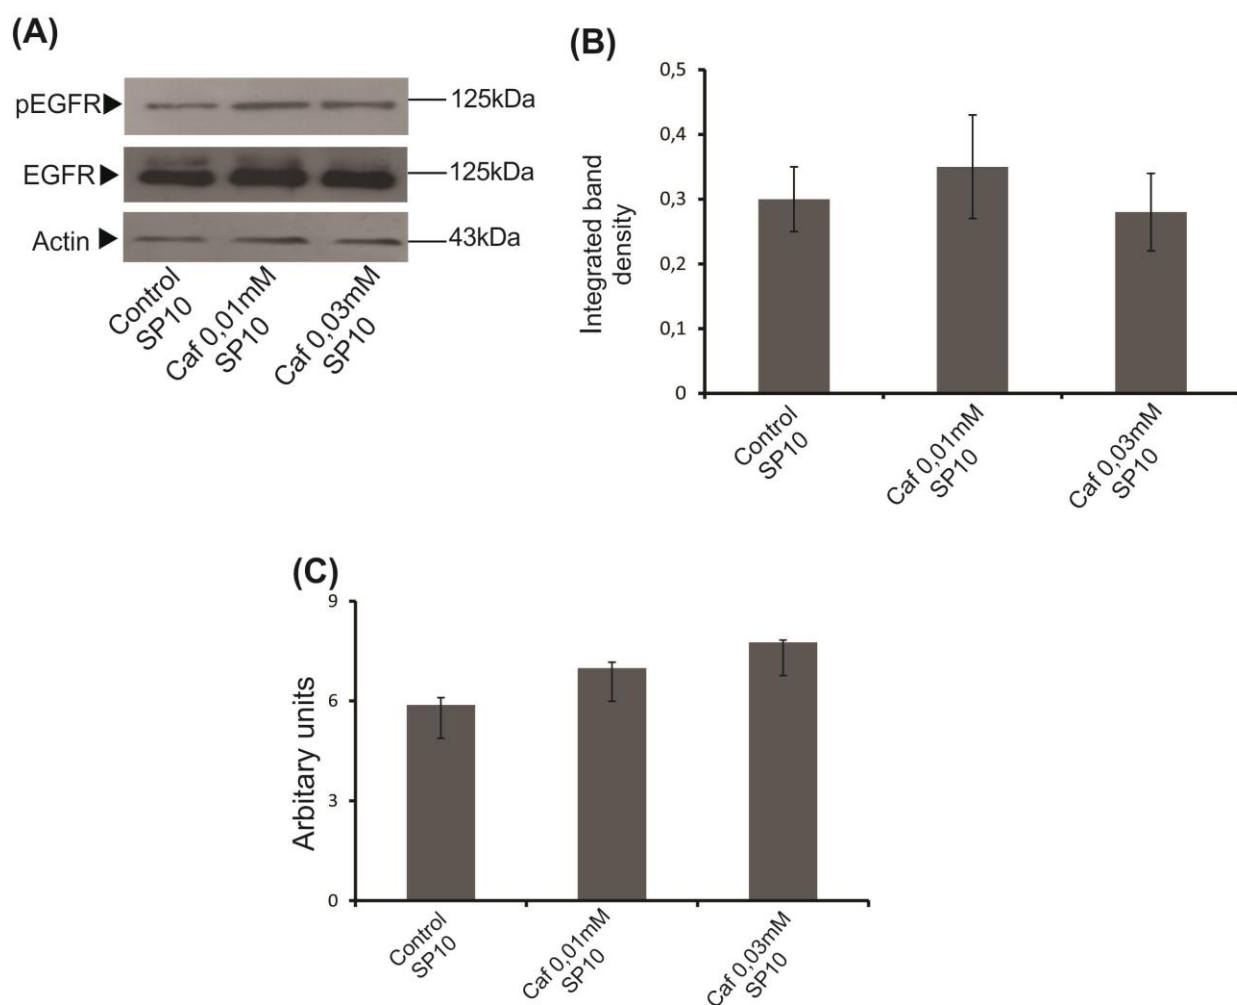 (A)
pEGFR
125kDa
EGFR
125kDa
Actin
43kDa
Control
SP10
Caf 0,01mM
SP10
Caf 0,03mM
SP10
(B)
Integrated band
density
0,5
0,4
0,3
0,2
0,1
0
Control
SP10
Caf 0,01mM
SP10
Caf 0,03mM
SP10
(C)
Arbitary units
9
6
3
0
Control
SP10
Caf 0,01mM
SP10
Caf 0,03mM
SP10